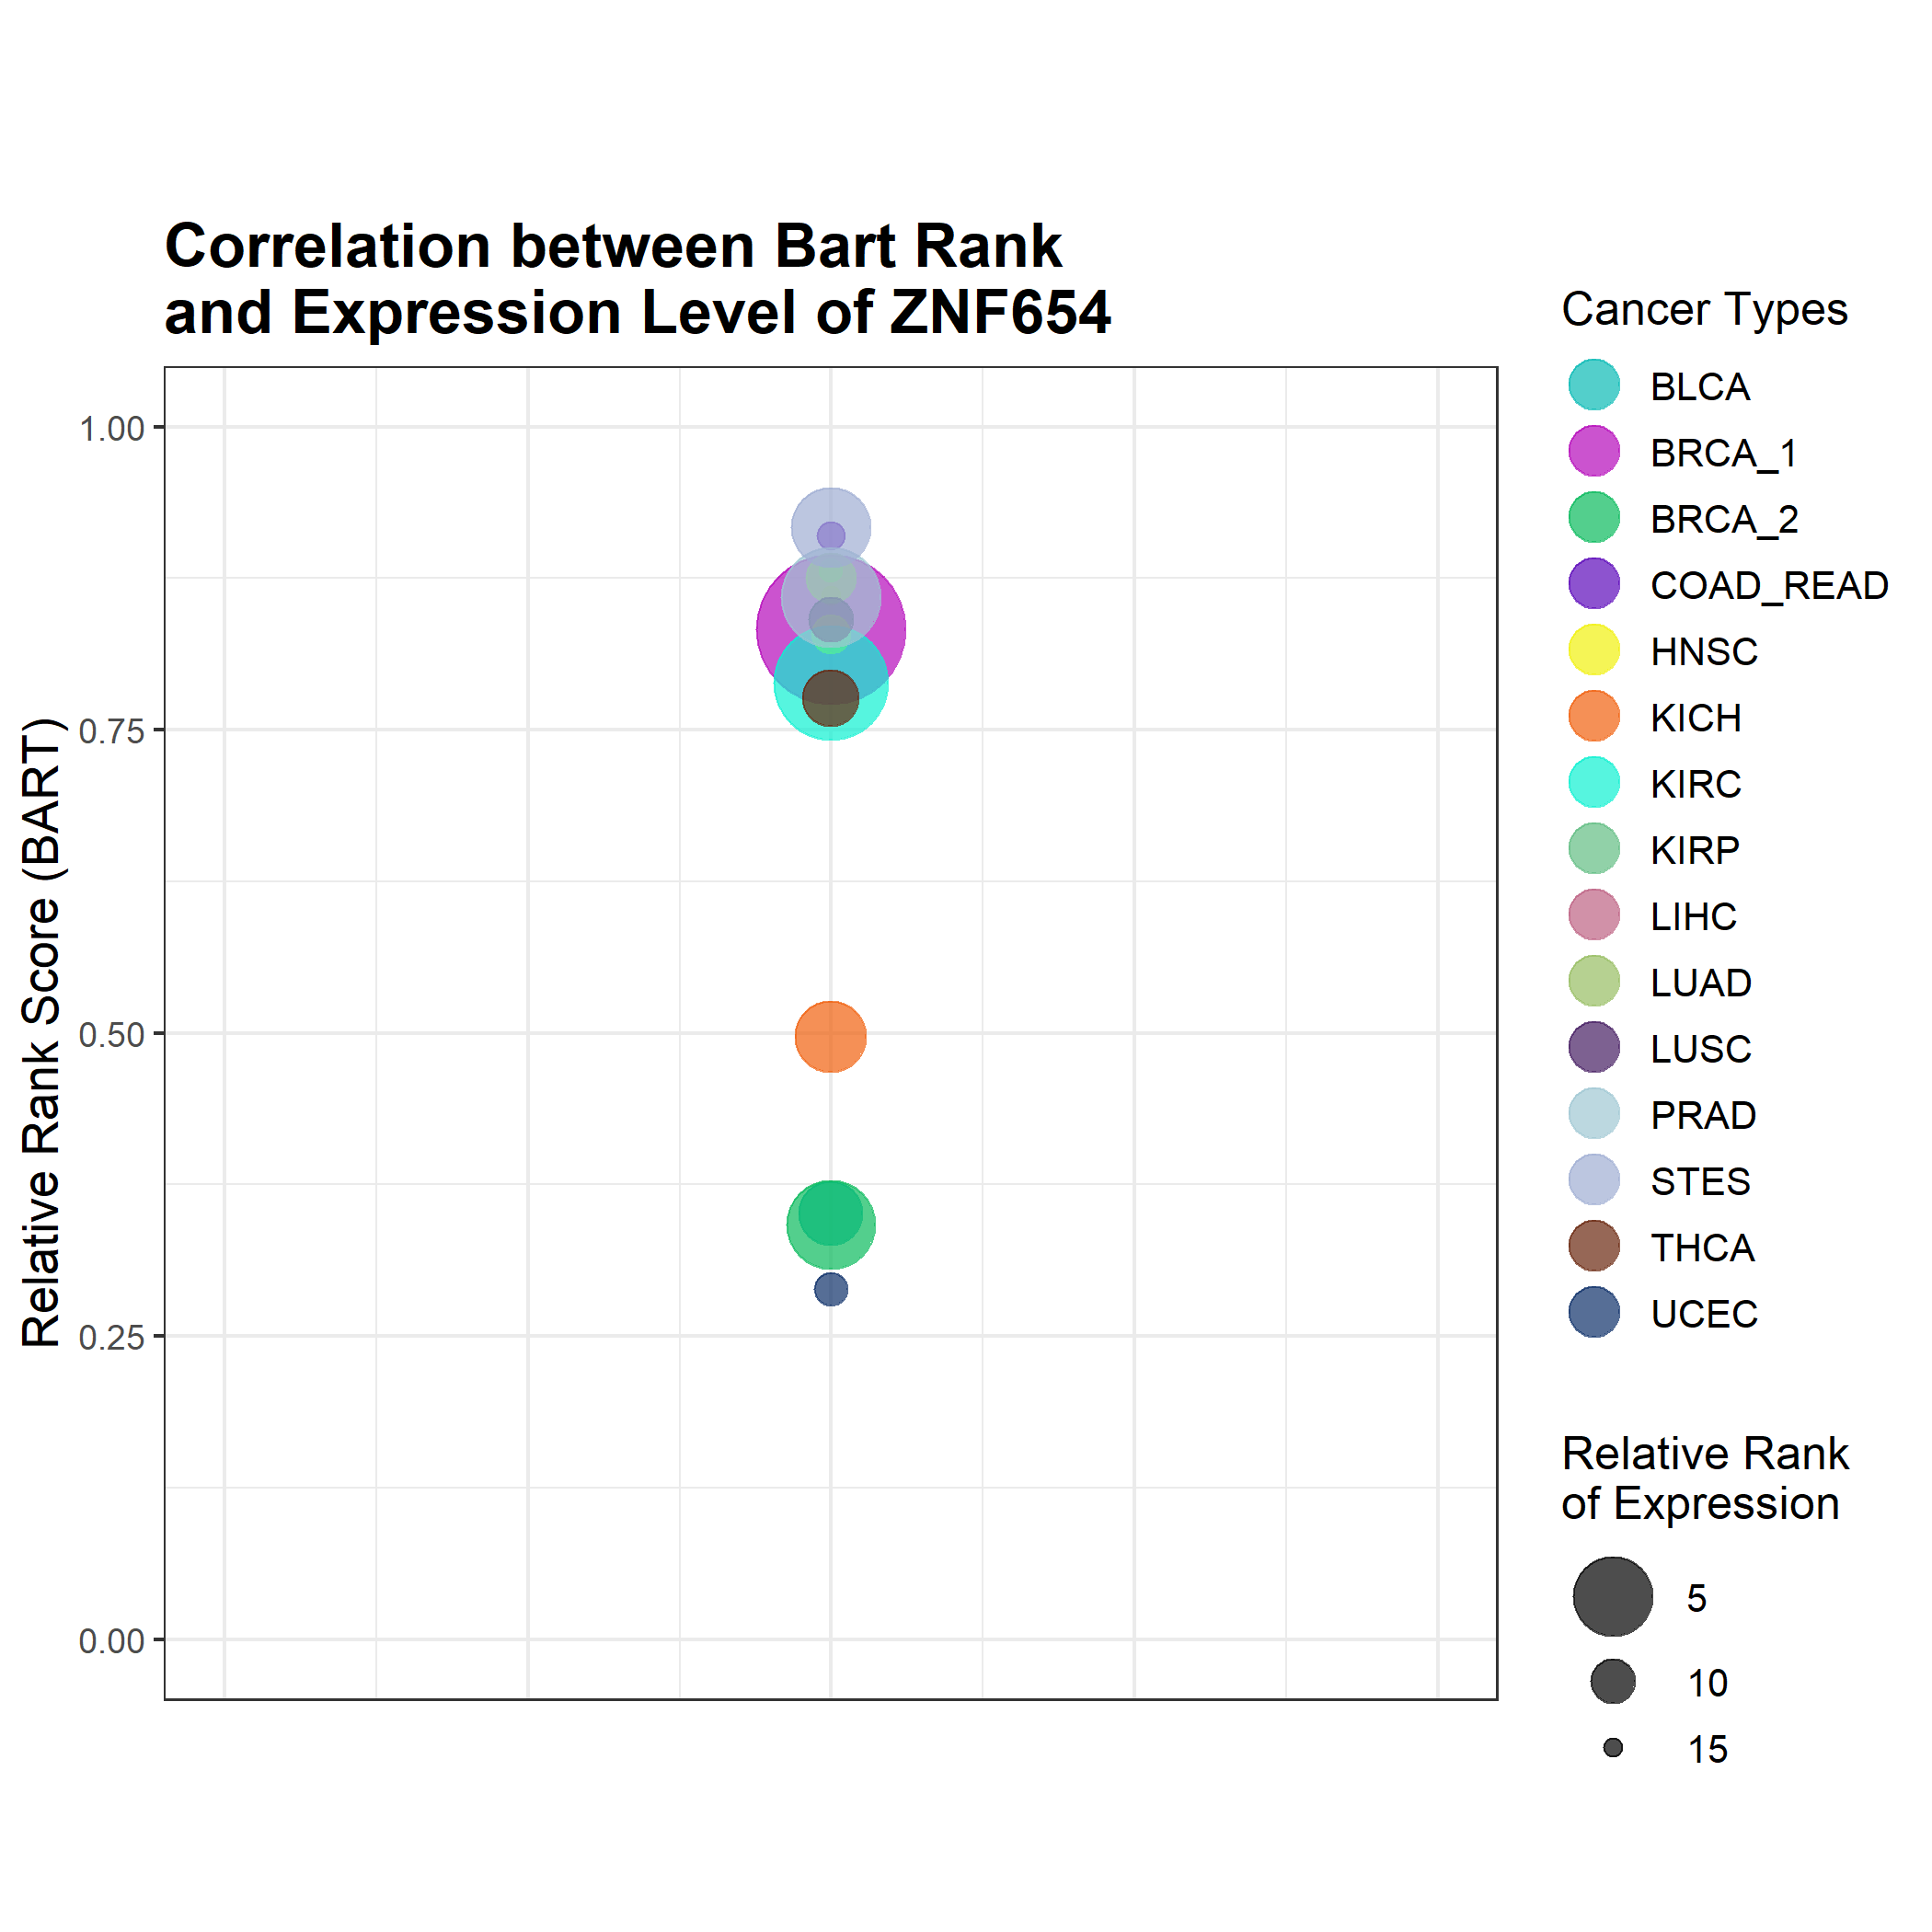 Correlation between Bart Rank
and Expression Level of ZNF654
Relative Rank Score (BART)
1.00
0.75
0.50
0.25
0.00
Cancer Types
BLCA
BRCA_1
BRCA_2
COAD_READ
HNSC
KICH
KIRC
KIRP
LIHC
LUAD
LUSC
PRAD
STES
THCA
UCEC
Relative Rank
of Expression
5
10
15